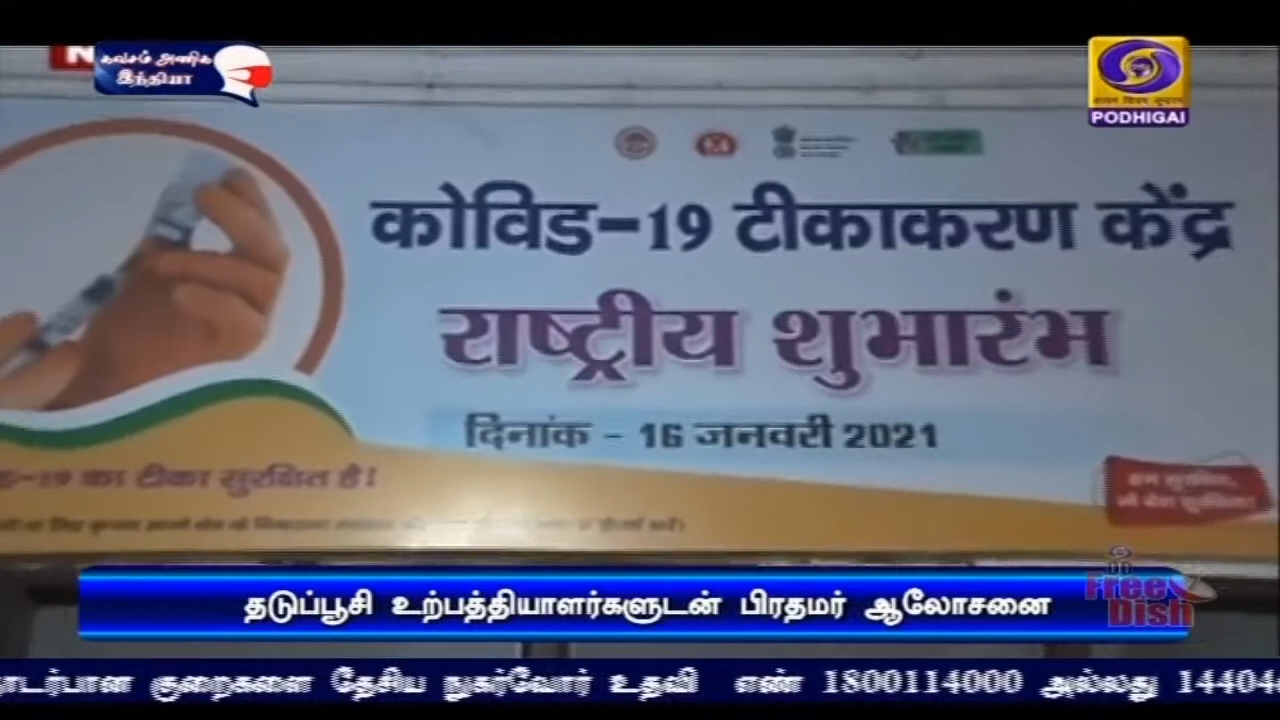 கவசம் அணிக
இந்தியா
PODHIGAI
कोविड-19 टीकाकरण केंद्र
राष्ट्रीय शुभारंभ
दिनांक - 16 जनवरी 2021
-19 का टीका सुरक्षित है!
தடுப்பூசி உற்பத்தியாளர்களுடன் பிரதமர் ஆலோசனை
DD
Free
Dish
குறைகளை தேசிய நுகர்வோர் உதவி எண் 1800114000 அல்லது 14404